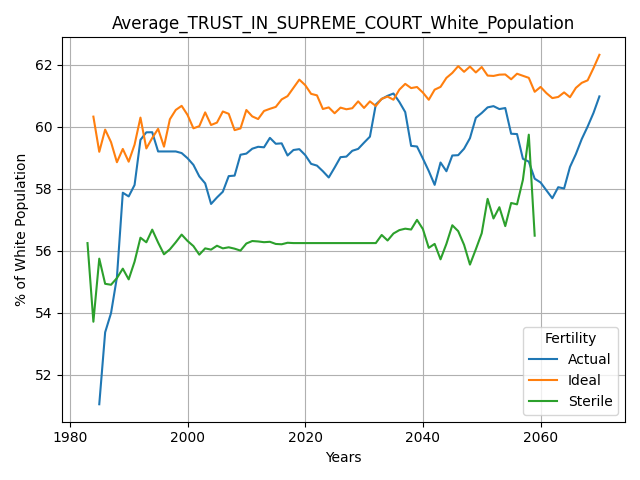 Average_TRUST_IN_SUPREME_COURT_White_Population
% of White Population
62
60
58
56
54
52
1980
2000
2020
2040
2060
Years
Fertility
Actual
Ideal
Sterile